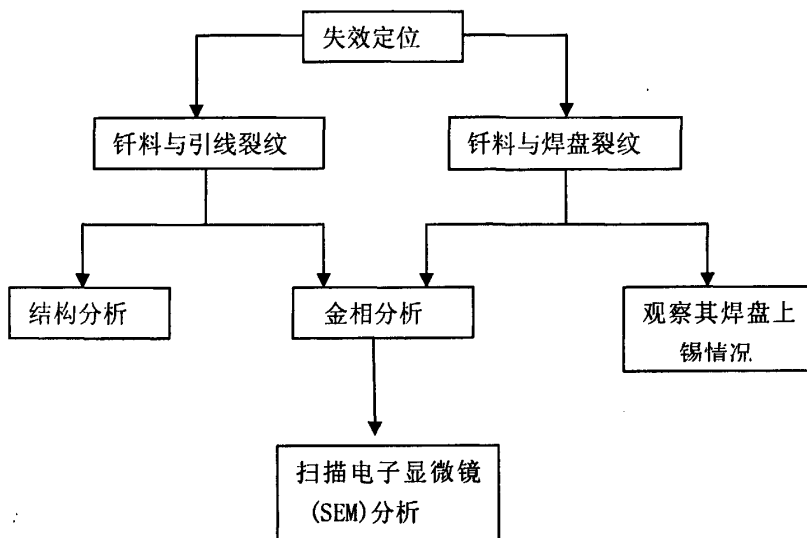 失效定位
钎料与引线裂纹
钎料与焊盘裂纹
结构分析
金相分析
观察其焊盘上
锡情况
扫描电子显微镜
(SEM)分析